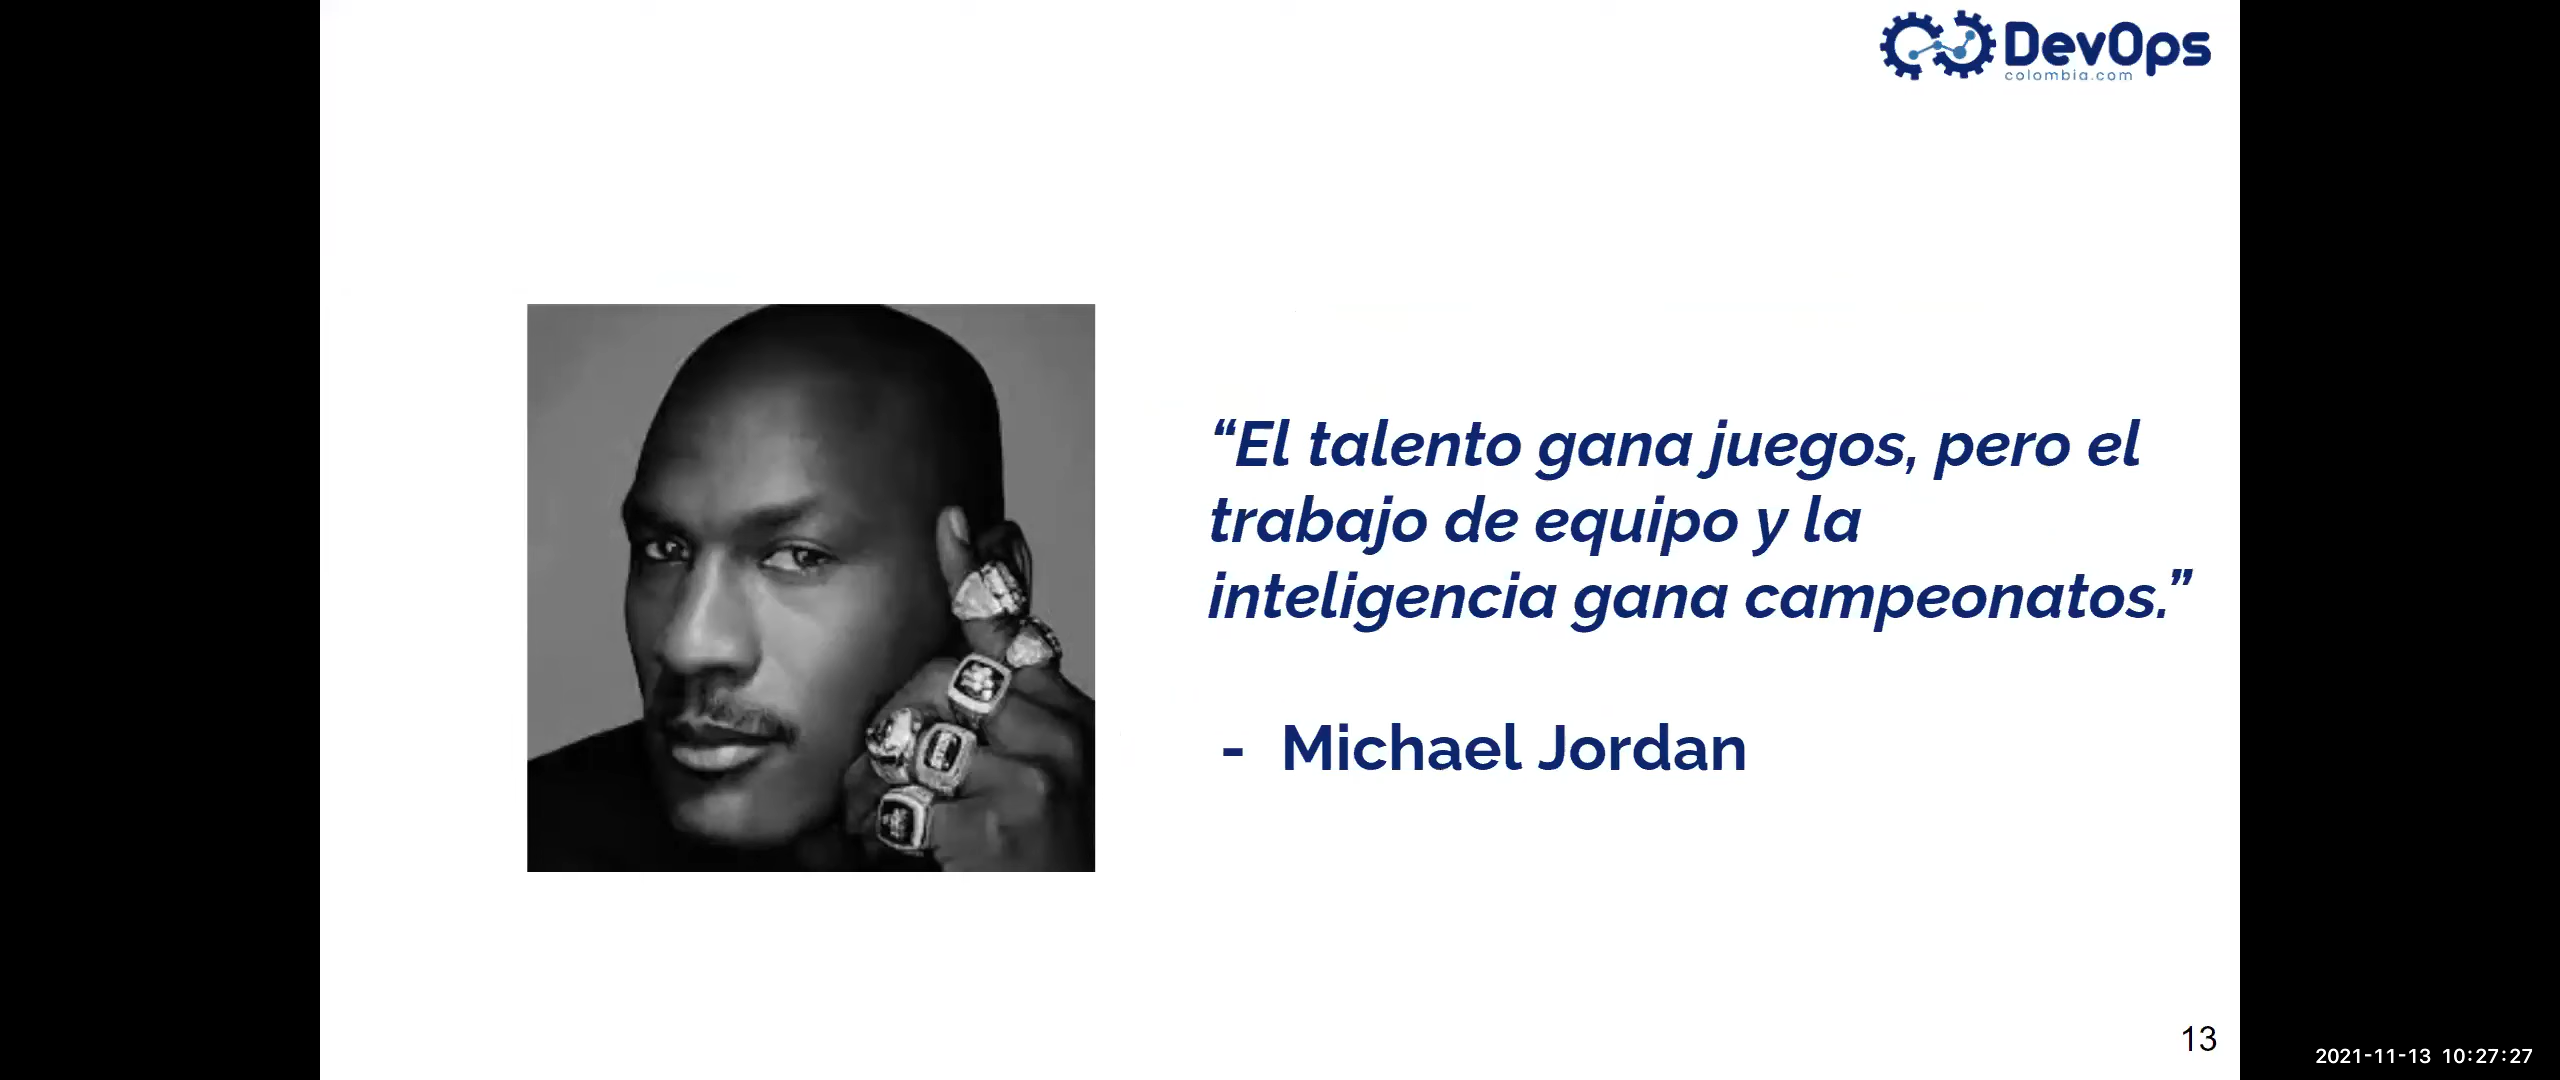 DevOps
colombia.com
“El talento gana juegos, pero el
trabajo de equipo y la
inteligencia gana campeonatos.”
- Michael Jordan
13
2021-11-13 10:27:27